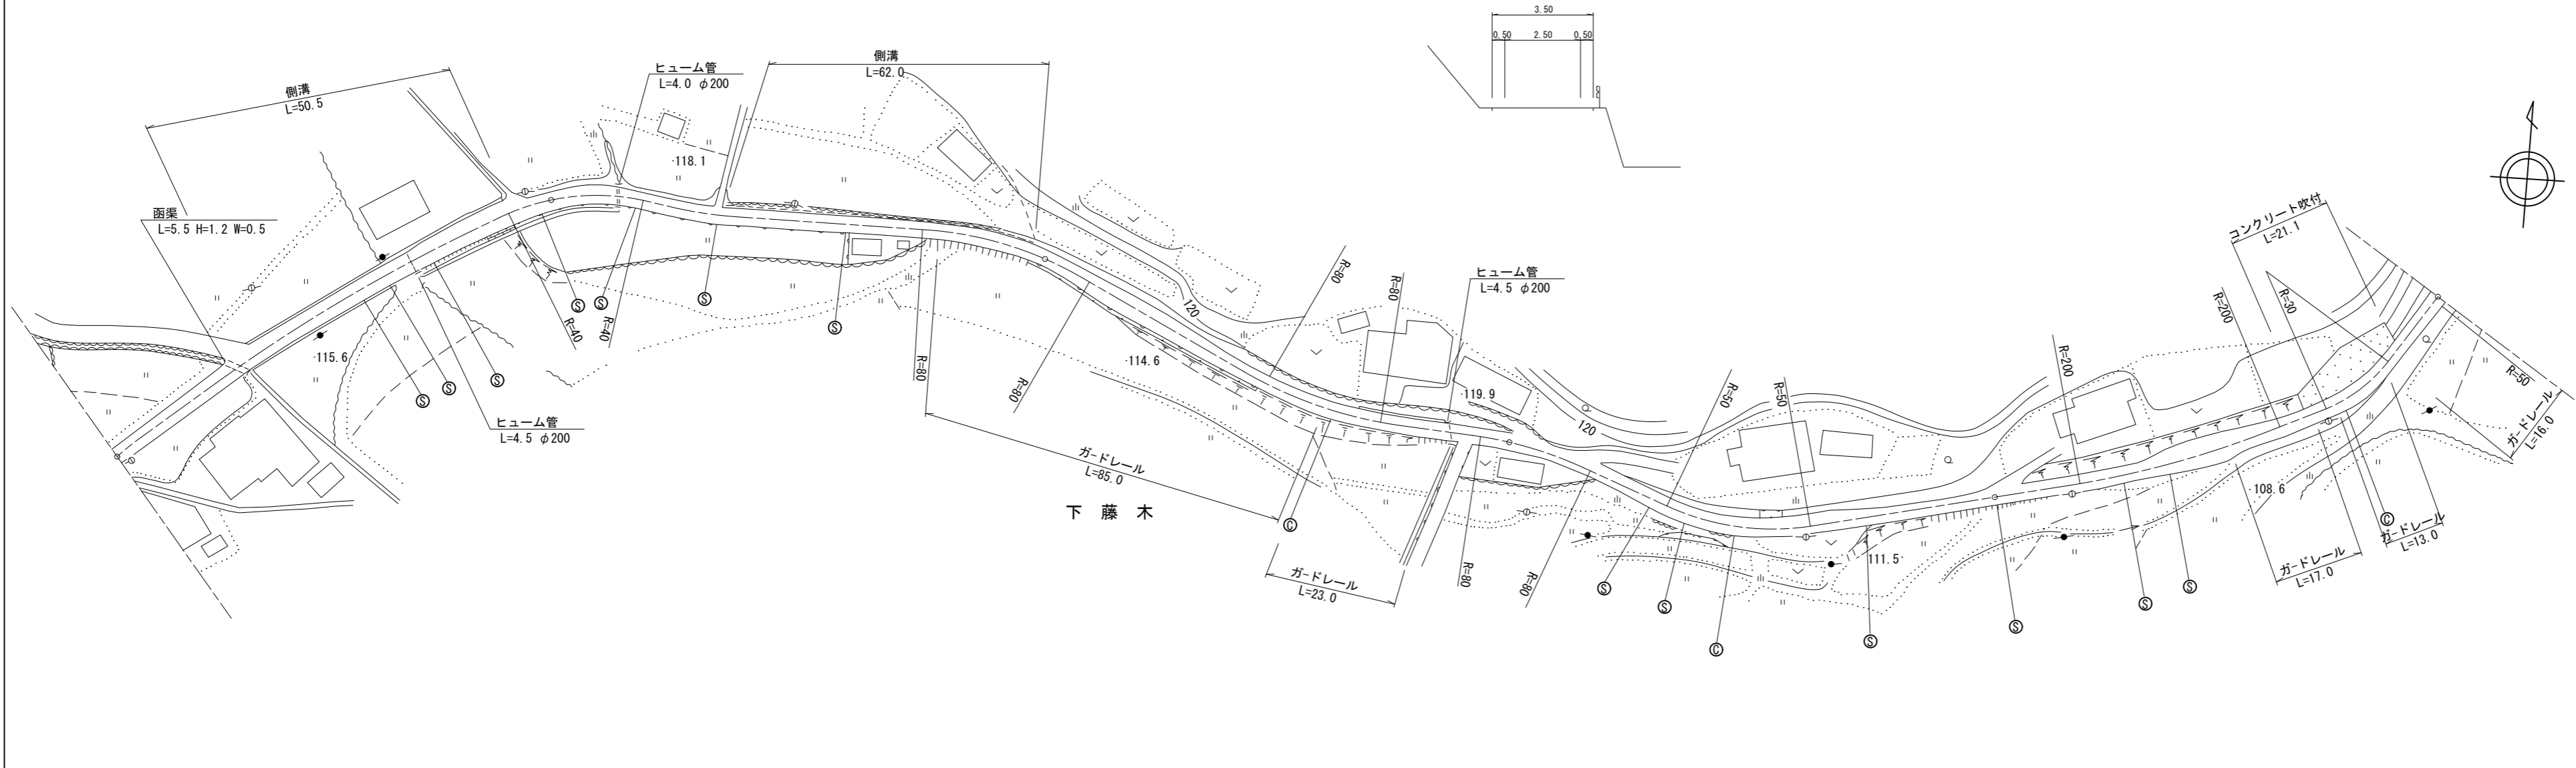 3.50
0.50 2.50 0.50
側溝
L=50.5
ヒューム管
L=4.0 φ200
側溝
L=62.0
·118.1
函渠
L=5.5 H=1.2 W=0.5
·115.6
ヒューム管
L=4.5 φ200
Ⓢ
Ⓢ
Ⓢ
Ⓢ
R=40
Ⓢ
R=40
Ⓢ
Ⓢ
R=80
R=80
ガードレール
L=85.0
·114.6
120
R=80
R=80
ヒューム管
L=4.5 φ200
·119.9
120
下 藤 木
Ⓒ
ガードレール
L=23.0
R=80
R=80
R=50
R=50
Ⓢ
Ⓢ
Ⓒ
Ⓢ
111.5·
Ⓢ
Ⓢ
Ⓢ
R=200
R=200
R=30
コンクリート吹付
L=21.1
R=50
ガードレール
L=16.0
·108.6
Ⓒ
ガードレール
L=13.0
ガードレール
L=17.0